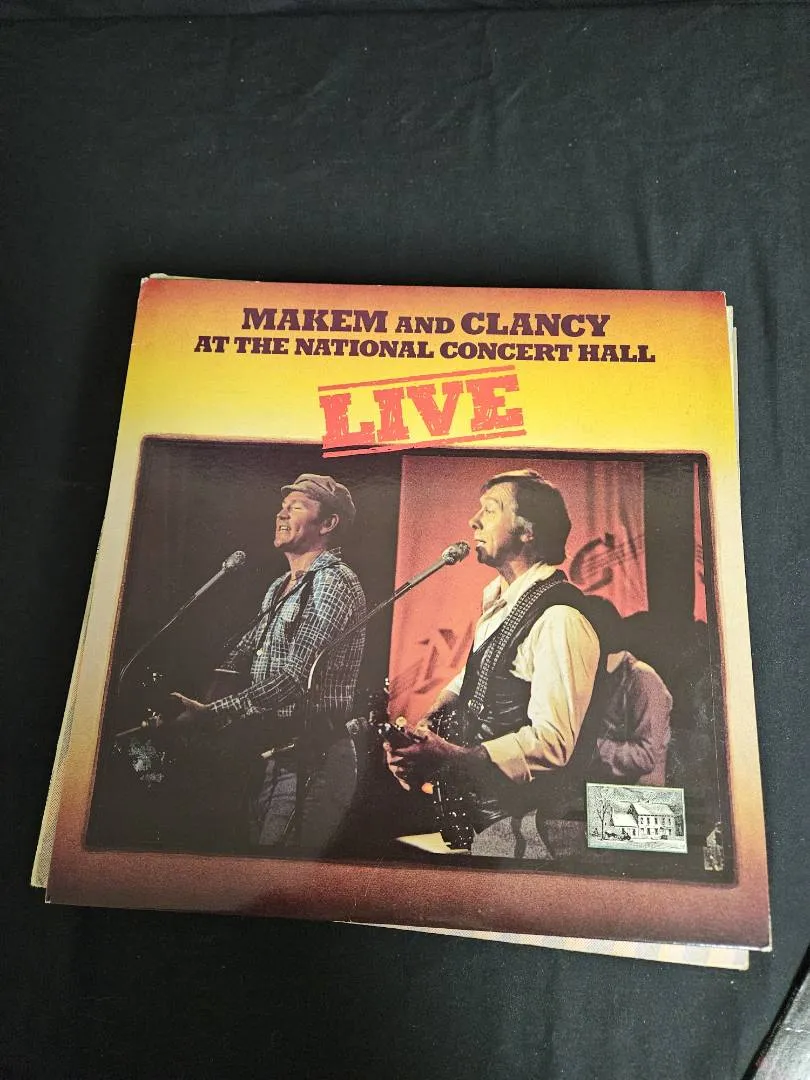 MAKEM AND CLANCY
AT THE NATIONAL CONCERT HALL
LIVE